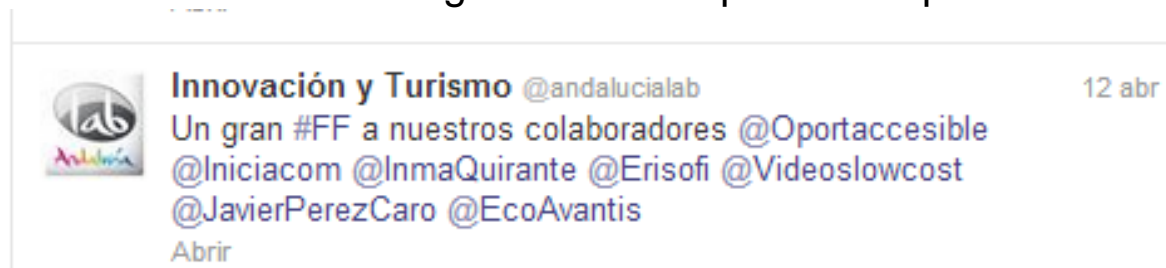 Innovación y Turismo @andalucialab 12 abr
Un gran #FF a nuestros colaboradores @Oportaccesible
@Iniciacom @InmaQuirante @Erisofi @Videoslowcost
@JavierPerezCaro @EcoAvantis
Abrir
lab
Andalucía